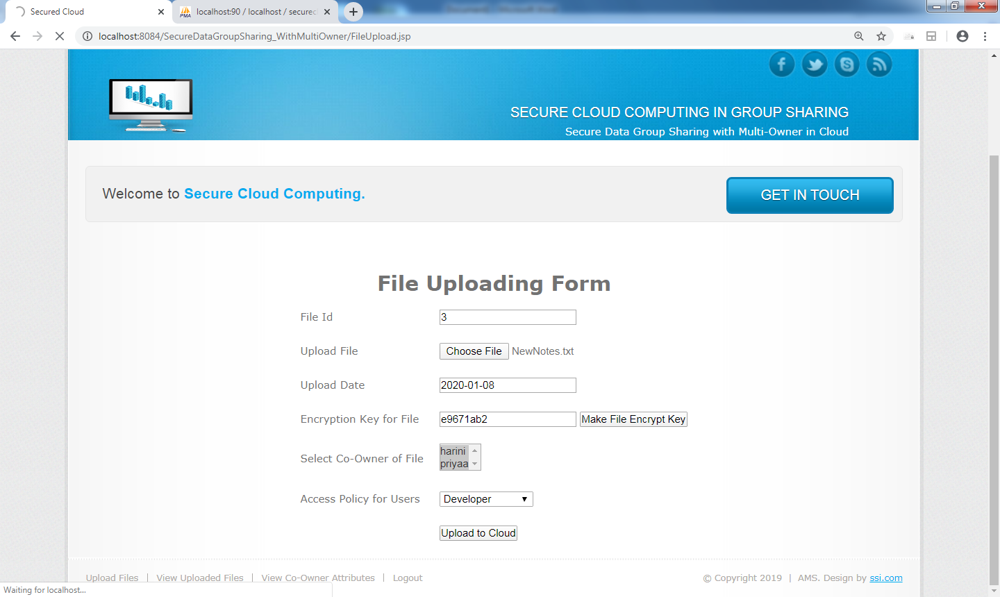 Secured Cloud
PMA
localhost:90 / localhost / securec
localhost:8084/SecureDataGroupSharing_WithMultiOwner/FileUpload.jsp
SECURE CLOUD COMPUTING IN GROUP SHARING
Secure Data Group Sharing with Multi-Owner in Cloud
Welcome to Secure Cloud Computing.
GET IN TOUCH
File Uploading Form
File Id 3
Upload File Choose File NewNotes.txt
Upload Date 2020-01-08
Encryption Key for File e9671ab2 Make File Encrypt Key
Select Co-Owner of File harini
priyaa
Access Policy for Users Developer
Upload to Cloud
Upload Files | View Uploaded Files | View Co-Owner Attributes | Logout
© Copyright 2019 | AMS. Design by ssi.com
Waiting for localhost...